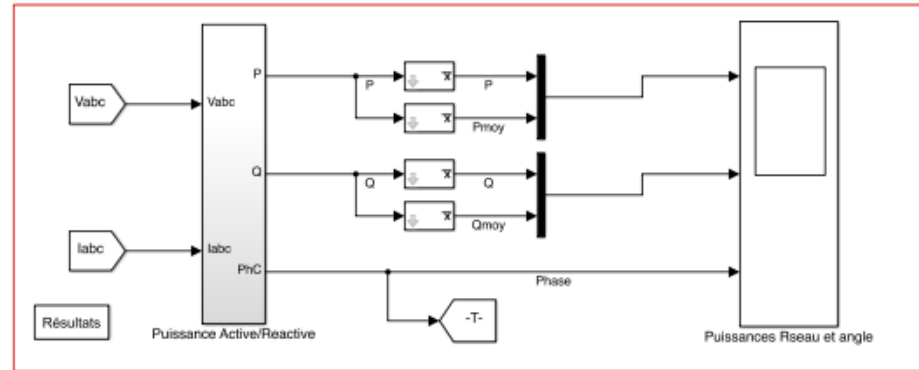 Vabc
Iabc
Résultats
Vabc
Iabc
P
Q
PhC
Puissance Active/Reactive
P
x
P
x
Pmoy
Q
x
Q
x
Qmoy
Phase
-T-
Puissances Rseau et angle